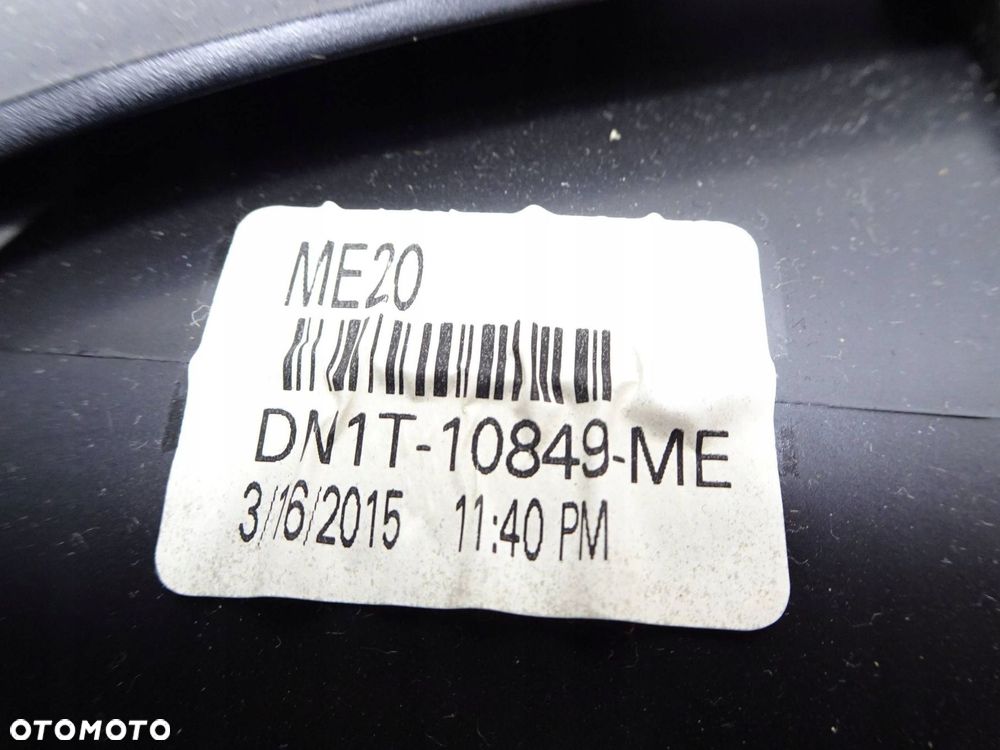 ME20
DN1T-10849-ME
3/16/2015 11:40 PM
OTOMOTO